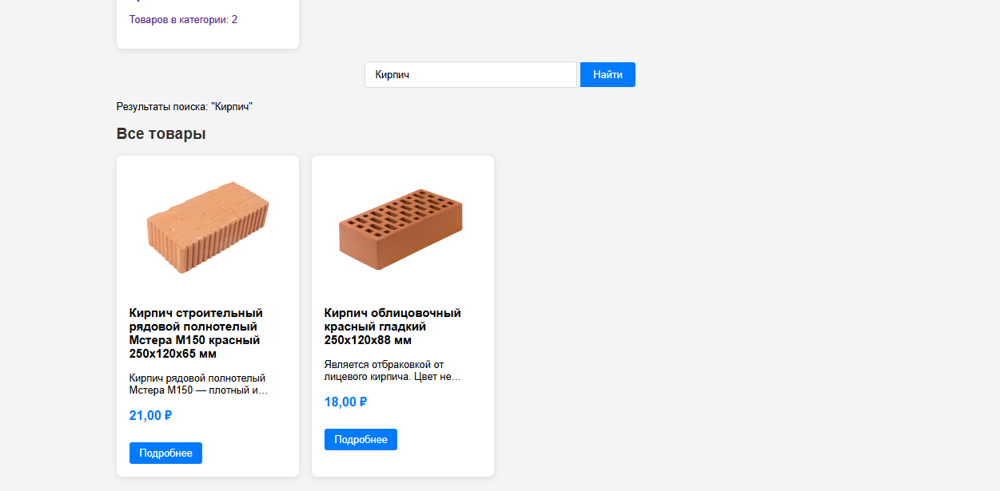 Товаров в категории: 2
Кирпич
Найти
Результаты поиска: "Кирпич"
Все товары
Кирпич строительный
рядовой полнотелый
Мстера М150 красный
250х120х65 мм
Кирпич рядовой полнотелый
Мстера М150 — плотный и...
21,00 ₽
Подробнее
Кирпич облицовочный
красный гладкий
250х120х88 мм
Является отбраковкой от
лицевого кирпича. Цвет не...
18,00 ₽
Подробнее